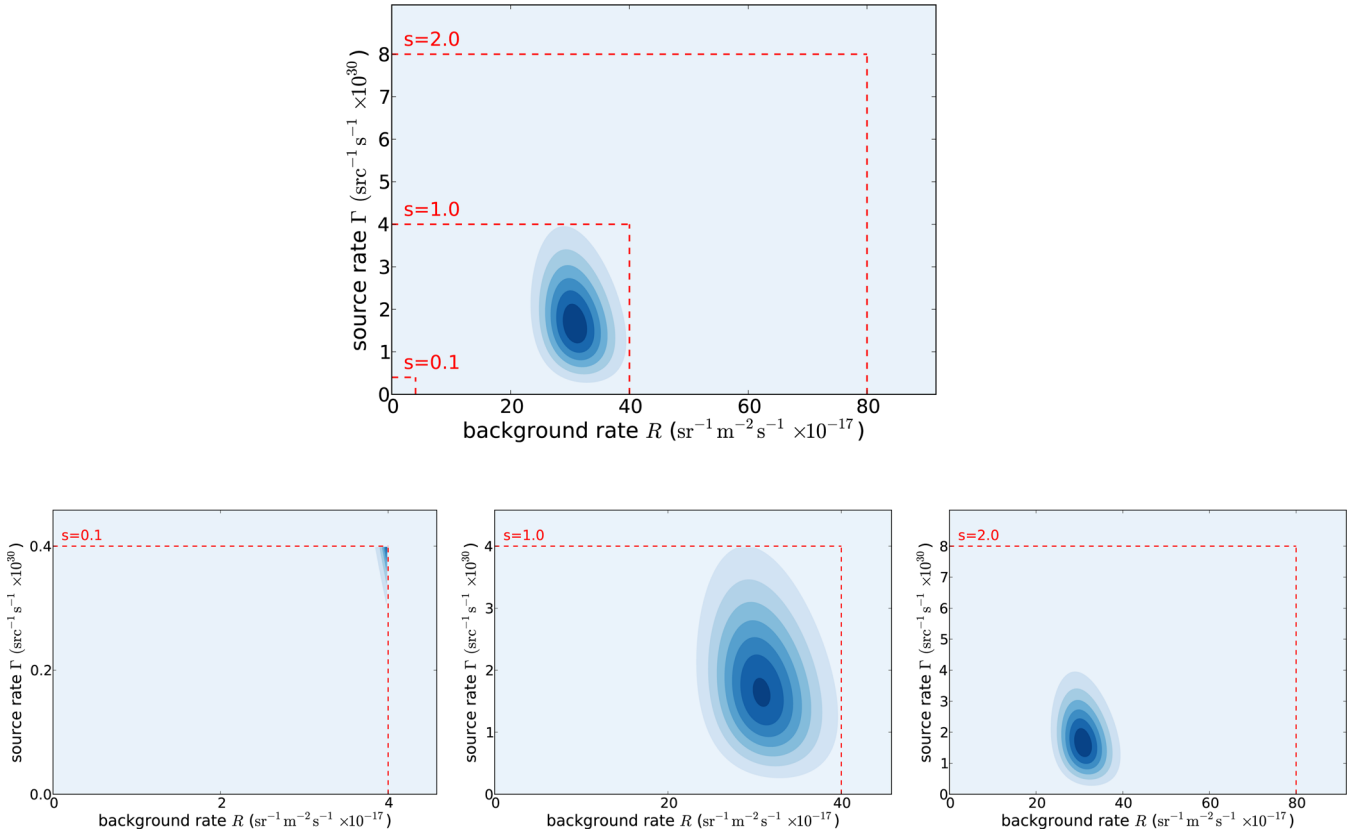 source rate Γ (src⁻¹ s⁻¹ ×10³⁰)
8
7
6
5
4
3
2
1
0
s=2.0
s=1.0
s=0.1
0 20 40 60 80
background rate R (sr⁻¹ m⁻² s⁻¹ ×10⁻¹⁷)
source rate Γ (src⁻¹ s⁻¹ ×10³⁰)
0.4
0.2
0.0
s=0.1
0 2 4
background rate R (sr⁻¹ m⁻² s⁻¹ ×10⁻¹⁷)
source rate Γ (src⁻¹ s⁻¹ ×10³⁰)
4
3
2
1
0
s=1.0
0 20 40
background rate R (sr⁻¹ m⁻² s⁻¹ ×10⁻¹⁷)
source rate Γ (src⁻¹ s⁻¹ ×10³⁰)
8
7
6
5
4
3
2
1
0
s=2.0
0 20 40 60 80
background rate R (sr⁻¹ m⁻² s⁻¹ ×10⁻¹⁷)